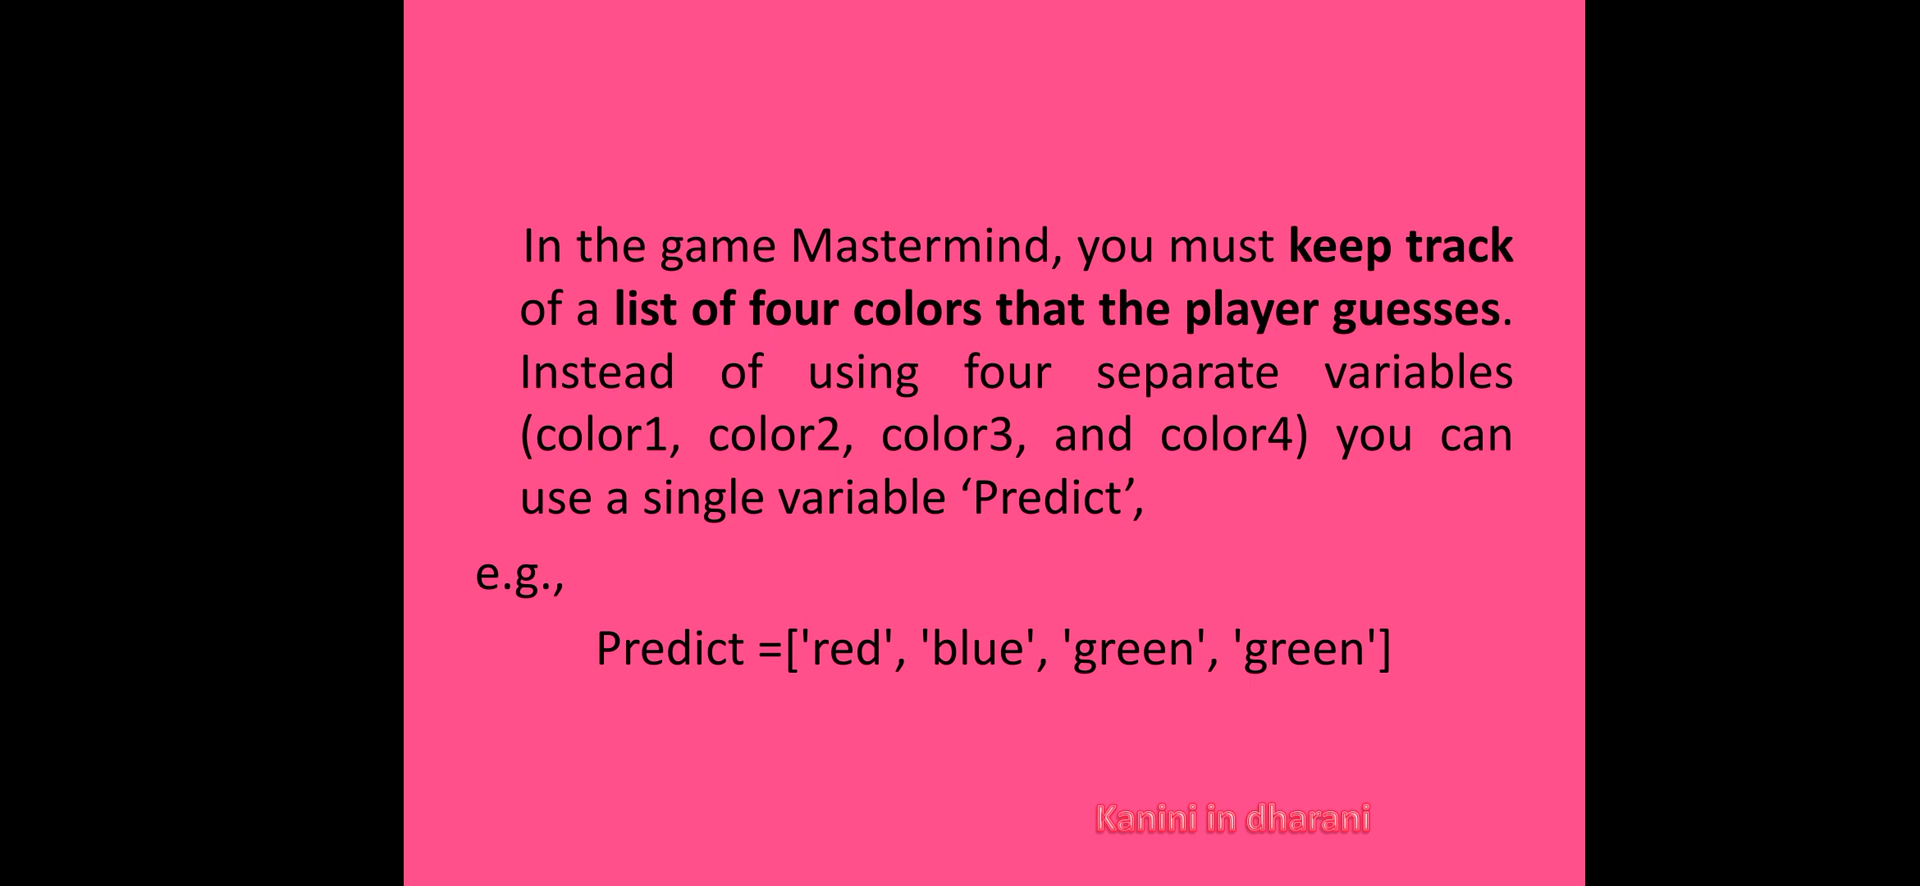 In the game Mastermind, you must keep track
of a list of four colors that the player guesses.
Instead of using four separate variables
(color1, color2, color3, and color4) you can
use a single variable ‘Predict’,
e.g.,
Predict =['red', 'blue', 'green', 'green']
Kanini in dharani